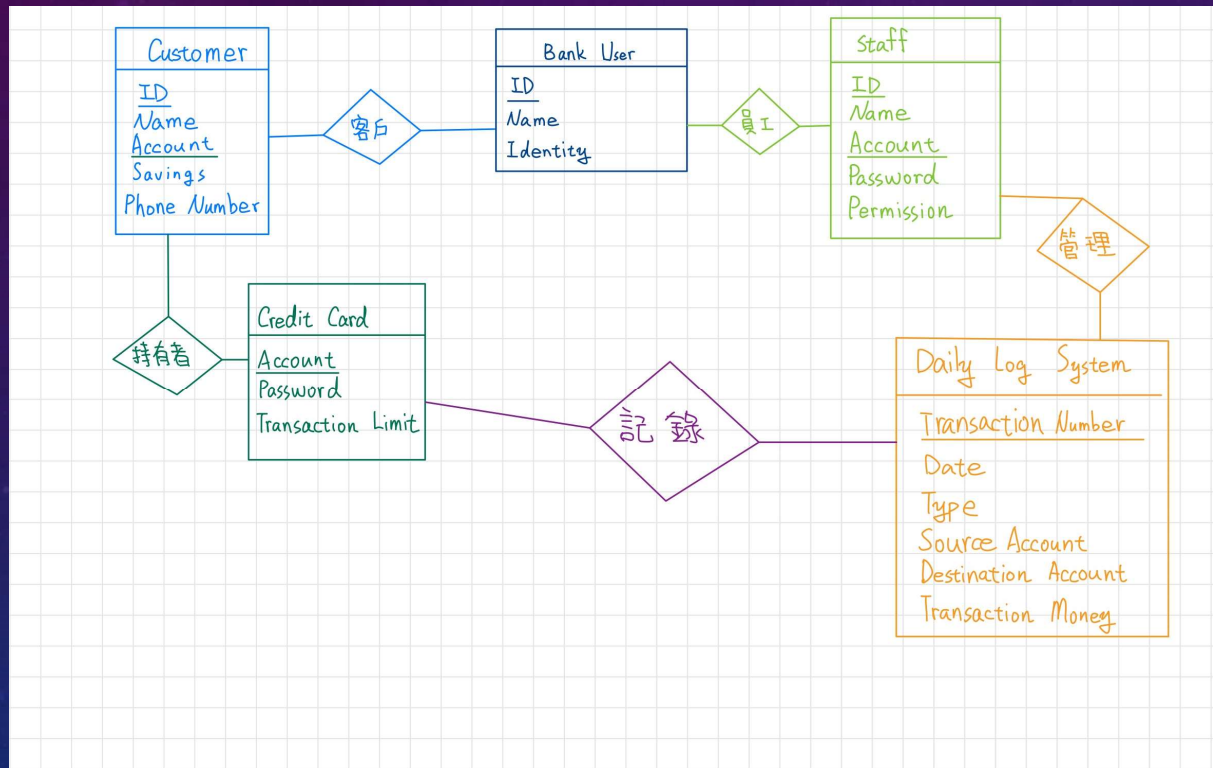 Customer
ID
Name
Account
Savings
Phone Number
客戶
Bank User
ID
Name
Identity
員工
Staff
ID
Name
Account
Password
Permission
管理
持有者
Credit Card
Account
Password
Transaction Limit
記錄
Daily Log System
Transaction Number
Date
Type
Source Account
Destination Account
Transaction Money